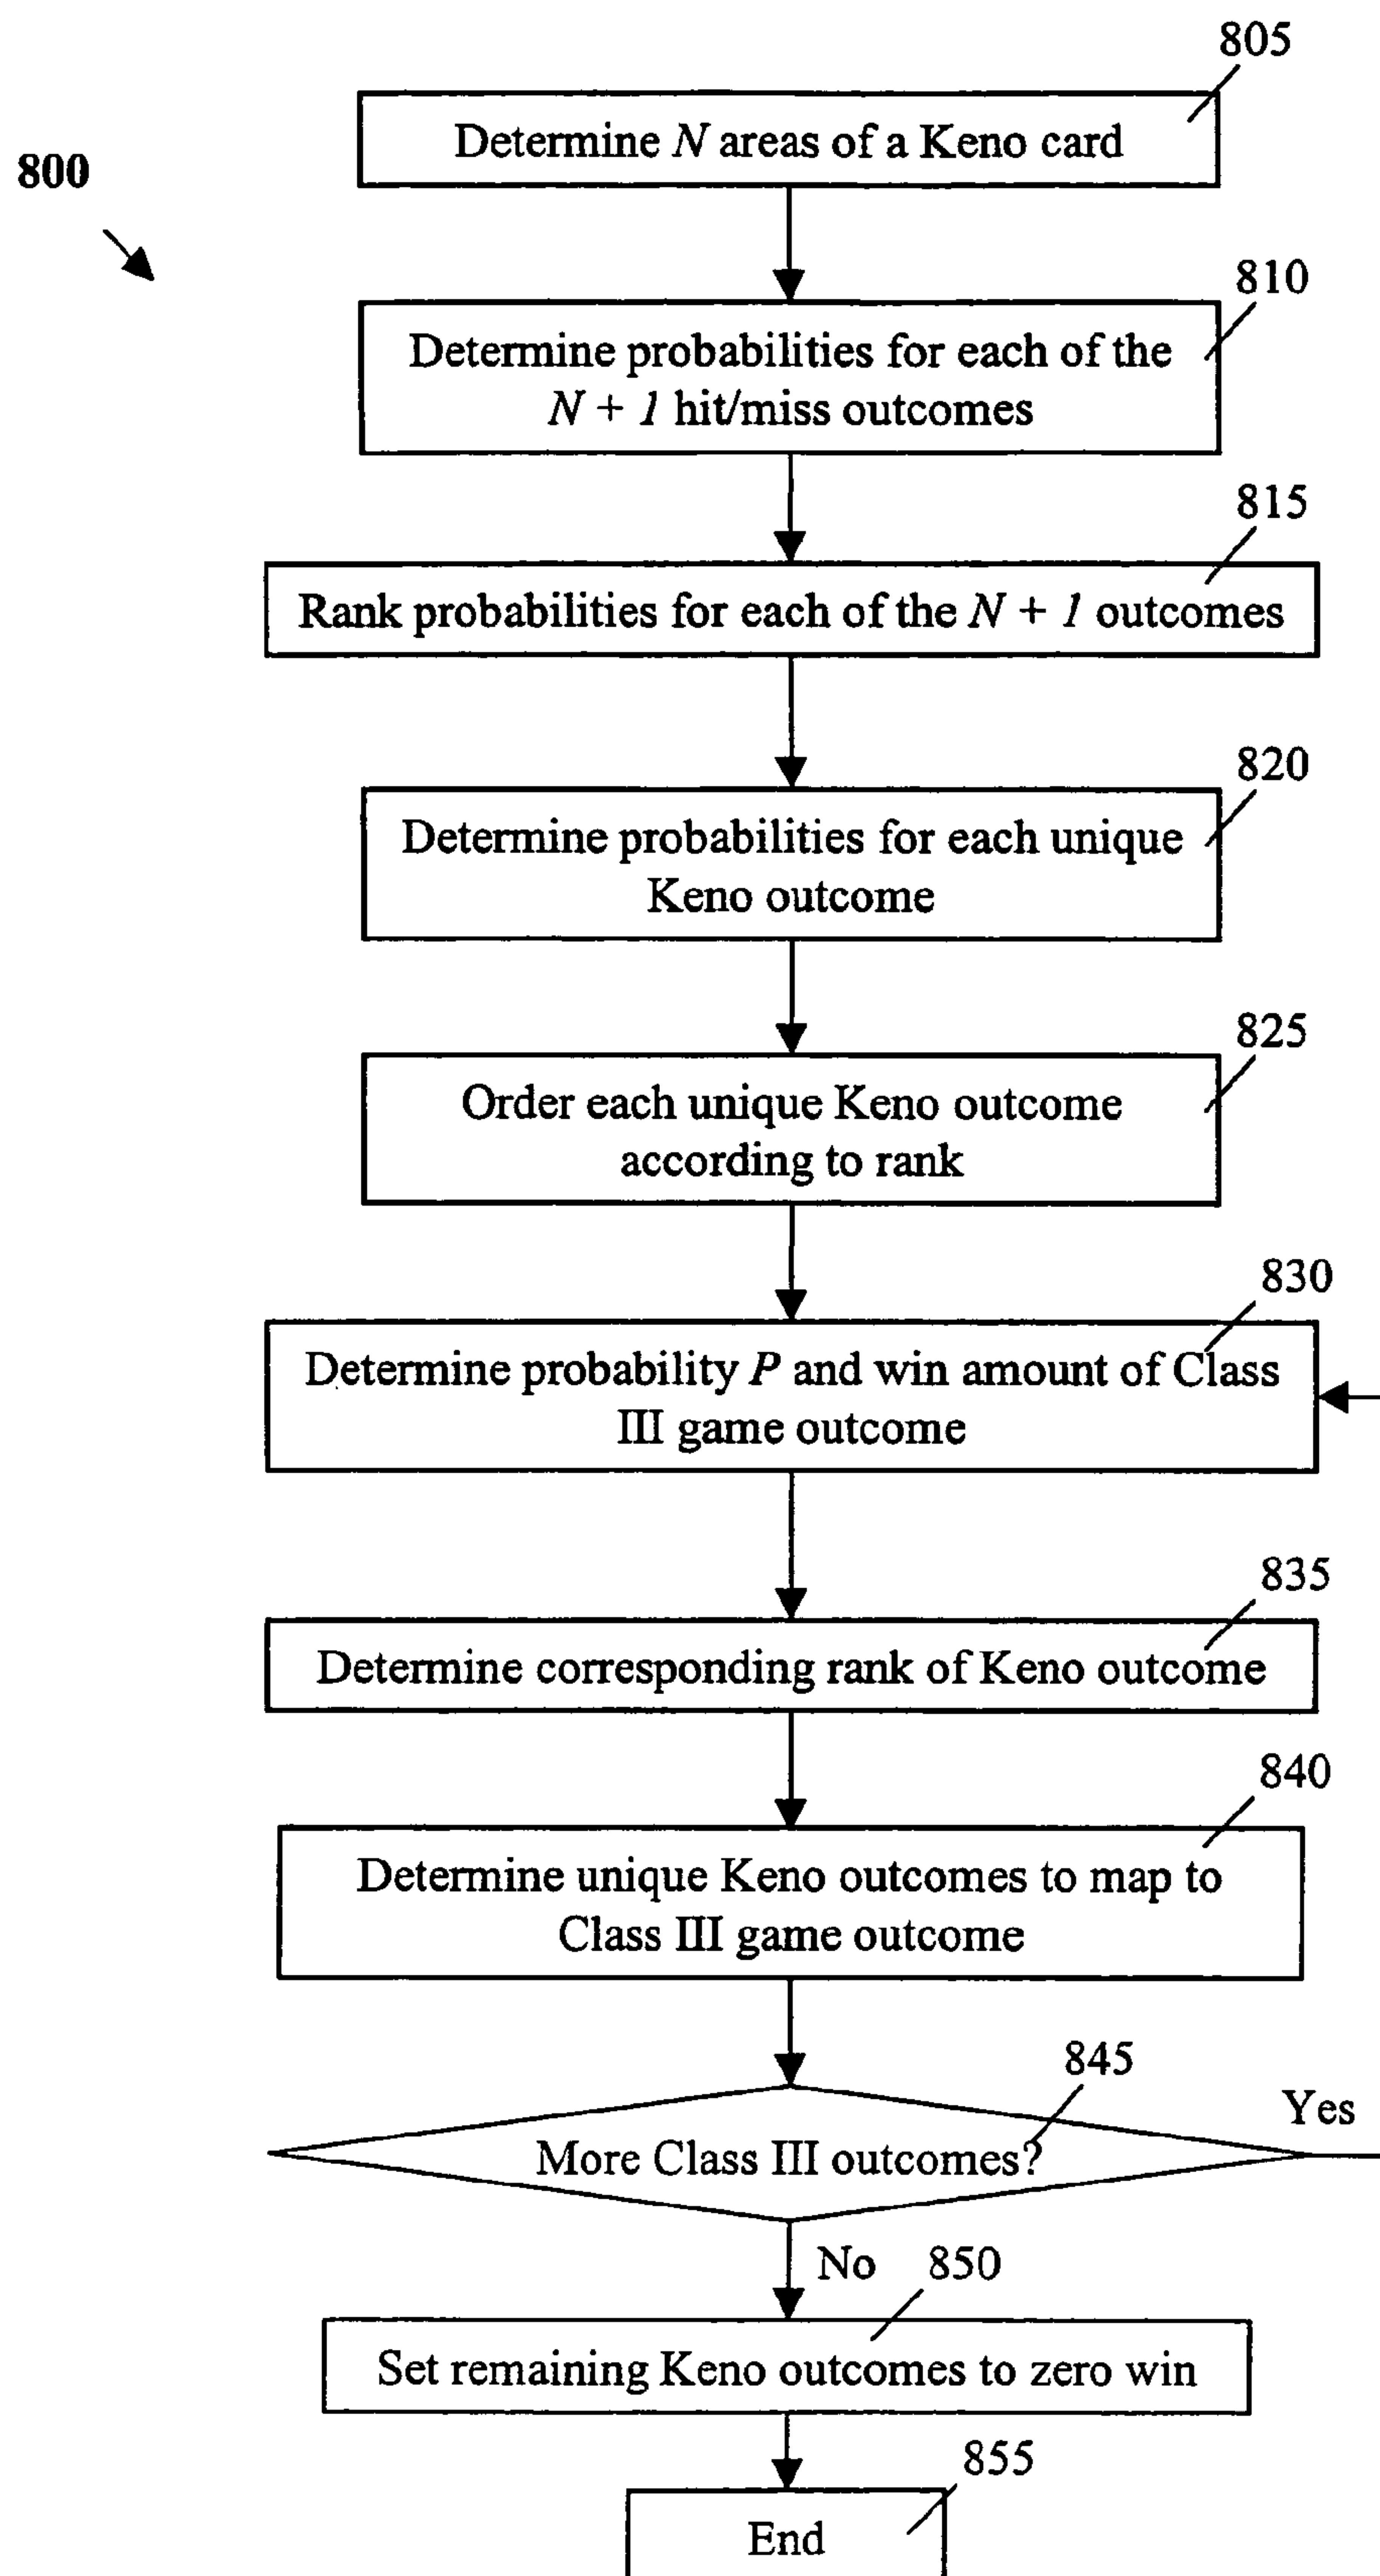 805
Determine N areas of a Keno card
800
810
Determine probabilities for each of the
N + 1 hit/miss outcomes
815
Rank probabilities for each of the N + 1 outcomes
820
Determine probabilities for each unique
Keno outcome
825
Order each unique Keno outcome
according to rank
830
Determine probability P and win amount of Class
III game outcome
835
Determine corresponding rank of Keno outcome
840
Determine unique Keno outcomes to map to
Class III game outcome
845
Yes
More Class III outcomes?
No
850
Set remaining Keno outcomes to zero win
855
End